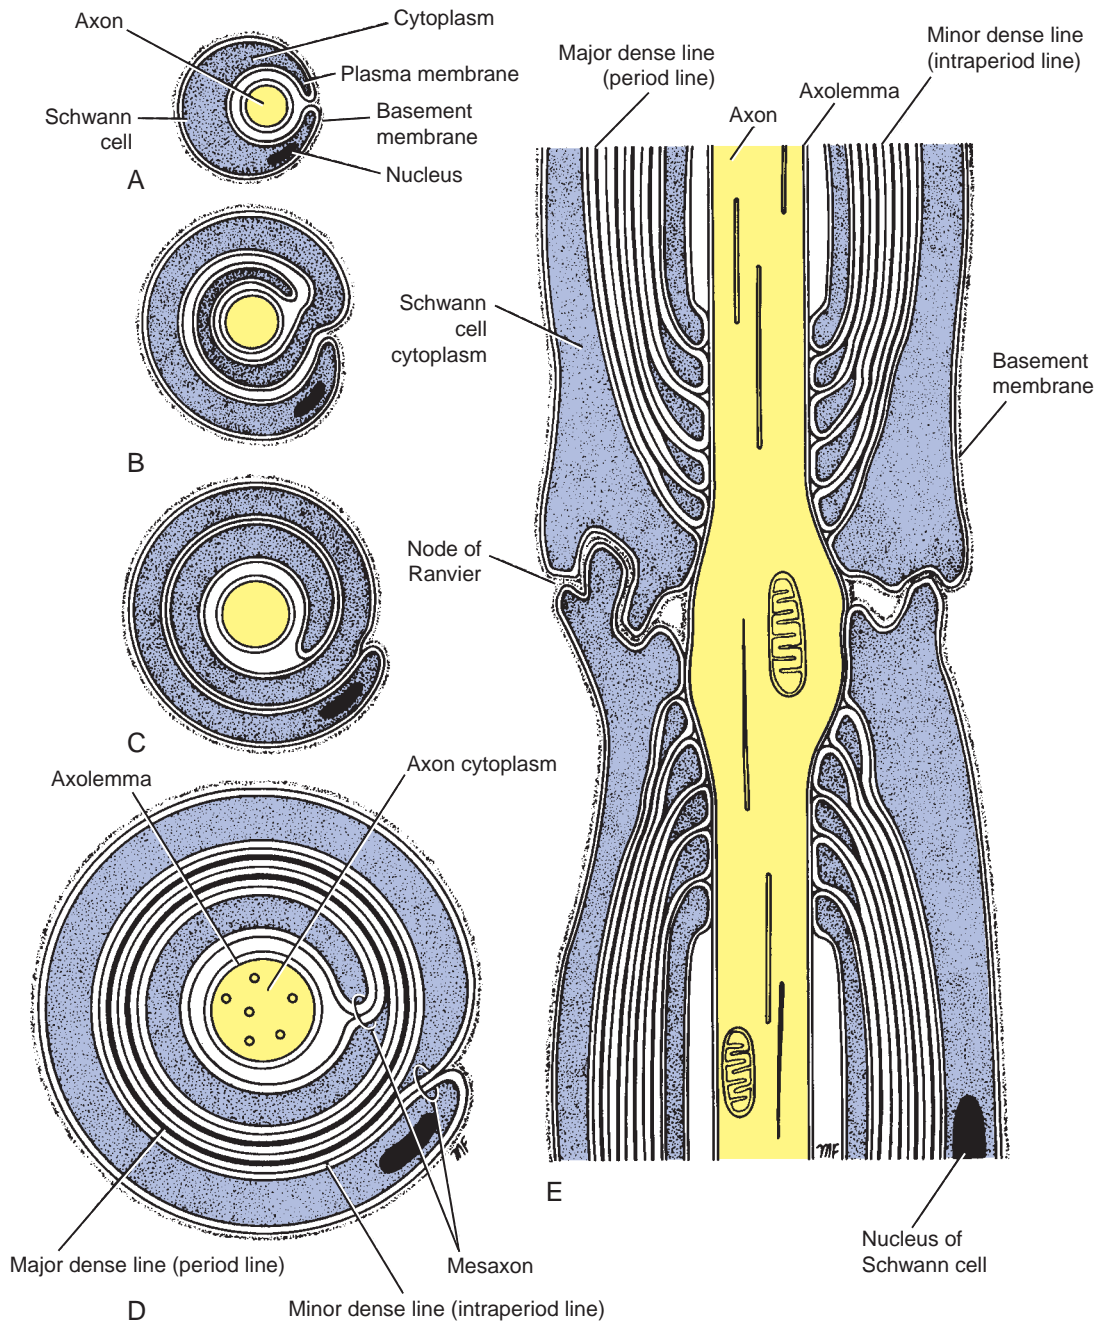 Axon
Cytoplasm
Plasma membrane
Schwann
cell
Basement
membrane
Nucleus
A
B
C
Axolemma
Axon cytoplasm
Major dense line (period line)
Mesaxon
Minor dense line (intraperiod line)
D
Major dense line
(period line)
Minor dense line
(intraperiod line)
Axolemma
Axon
Schwann
cell
cytoplasm
Basement
membrane
Node of
Ranvier
E
Nucleus of
Schwann cell
MF
MF